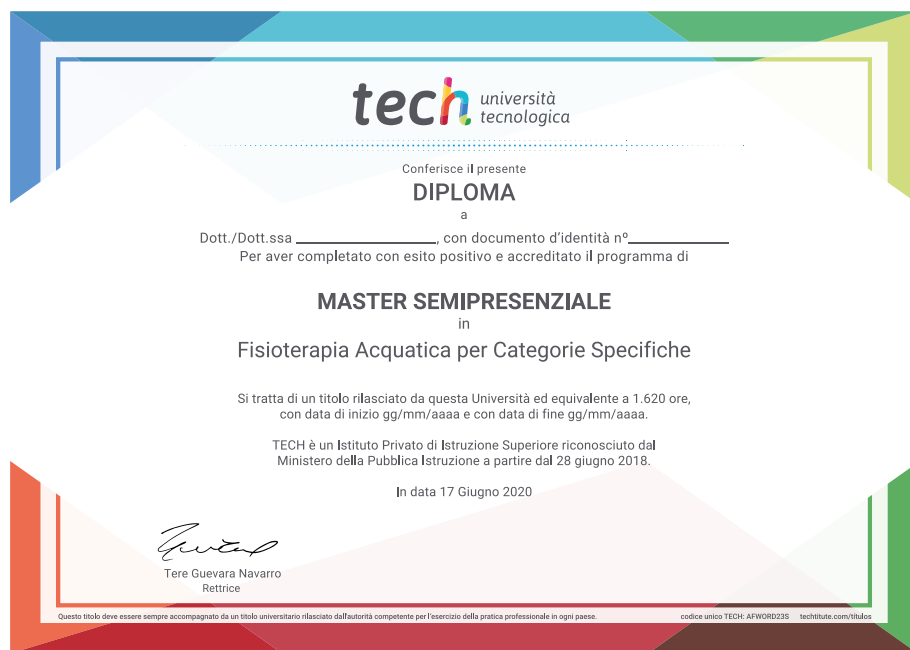 tech università
tecnologica
Conferisce il presente
DIPLOMA
a
Dott./Dott.ssa ________________, con documento d'identità nº____________
Per aver completato con esito positivo e accreditato il programma di
MASTER SEMIPRESENZIALE
in
Fisioterapia Acquatica per Categorie Specifiche
Si tratta di un titolo rilasciato da questa Università ed equivalente a 1.620 ore,
con data di inizio gg/mm/aaaa e con data di fine gg/mm/aaaa.
TECH è un Istituto Privato di Istruzione Superiore riconosciuto dal
Ministero della Pubblica Istruzione a partire dal 28 giugno 2018.
In data 17 Giugno 2020
Tere Guevara Navarro
Rettrice
Questo titolo deve essere sempre accompagnato da un titolo universitario rilasciato dall'autorità competente per l'esercizio della pratica professionale in ogni paese. codice unico TECH: AFWORD23S techtitute.com/titulos